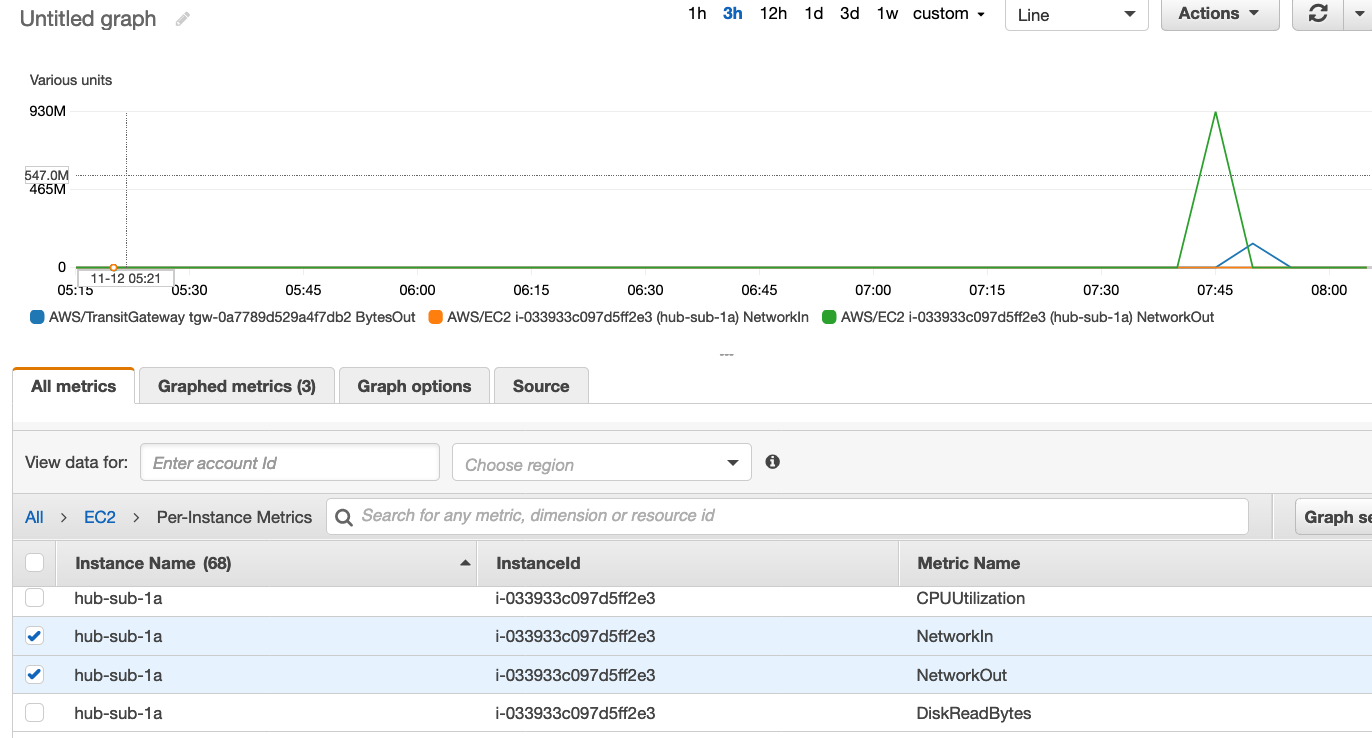 Untitled graph
1h 3h 12h 1d 3d 1w custom Line Actions
Various units
930M
547.0M
465M
0
11-12 05:21
05:15 05:30 05:45 06:00 06:15 06:30 06:45 07:00 07:15 07:30 07:45 08:00
AWS/TransitGateway tgw-0a7789d529a4f7db2 BytesOut AWS/EC2 i-033933c097d5ff2e3 (hub-sub-1a) NetworkIn AWS/EC2 i-033933c097d5ff2e3 (hub-sub-1a) NetworkOut
All metrics Graphed metrics (3) Graph options Source
View data for: Enter account Id Choose region
All > EC2 > Per-Instance Metrics Search for any metric, dimension or resource id Graph se
Instance Name (68) InstanceId Metric Name
hub-sub-1a i-033933c097d5ff2e3 CPUUtilization
hub-sub-1a i-033933c097d5ff2e3 NetworkIn
hub-sub-1a i-033933c097d5ff2e3 NetworkOut
hub-sub-1a i-033933c097d5ff2e3 DiskReadBytes